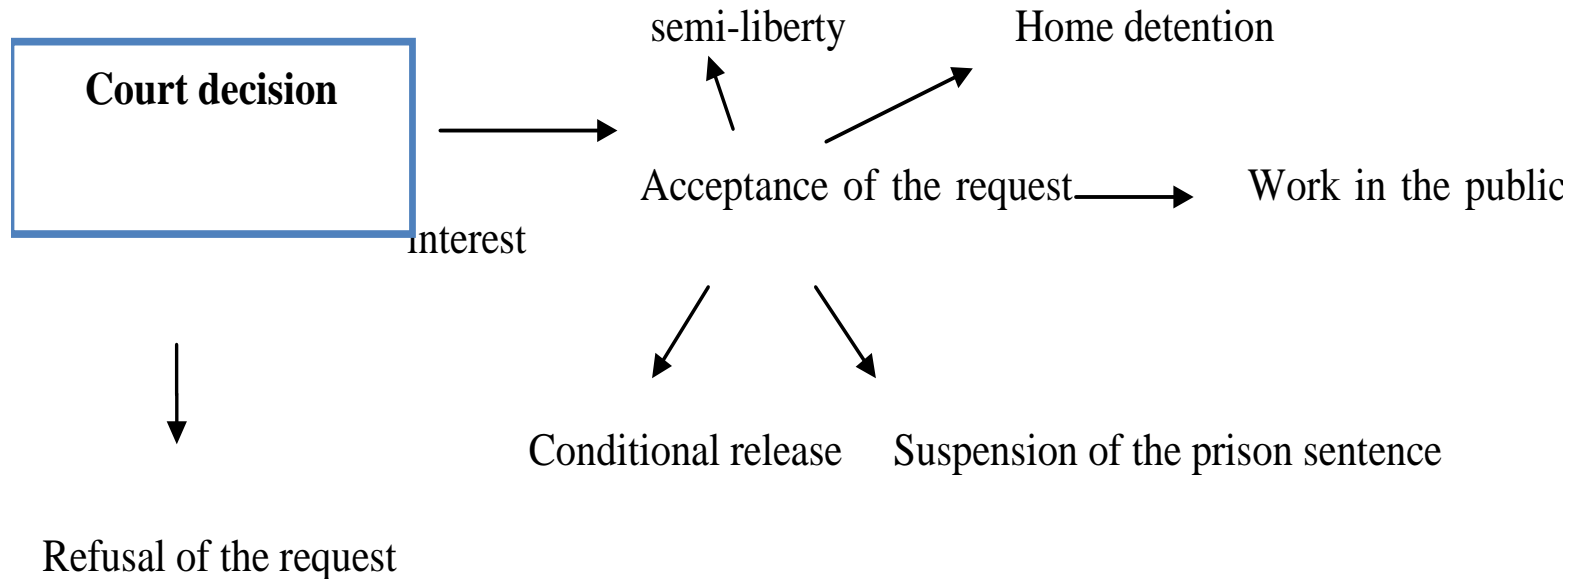 semi-liberty Home detention
Court decision
Acceptance of the request Work in the public
interest
Conditional release Suspension of the prison sentence
Refusal of the request